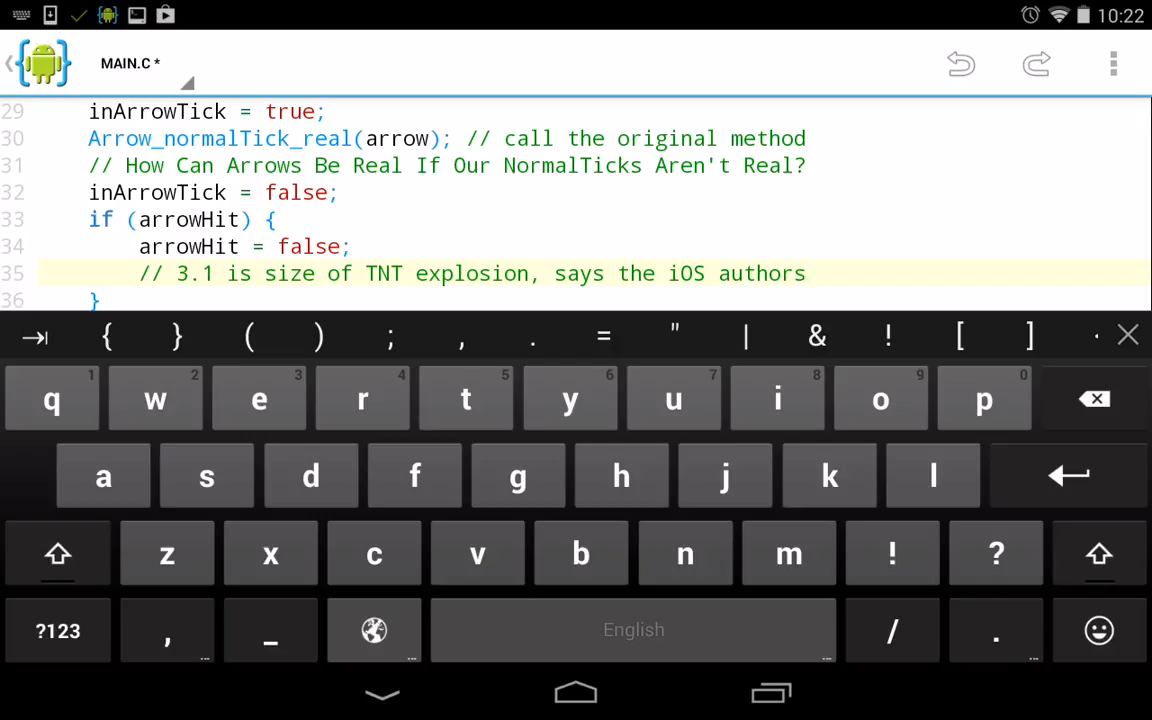 10:22
MAIN.C *
29 inArrowTick = true;
30 Arrow_normalTick_real(arrow); // call the original method
31 // How Can Arrows Be Real If Our NormalTicks Aren't Real?
32 inArrowTick = false;
33 if (arrowHit) {
34 arrowHit = false;
35 // 3.1 is size of TNT explosion, says the iOS authors
36 }
{ } ( ) ; , . = " | & ! [ ]
1 2 3 4 5 6 7 8 9 0
q w e r t y u i o p
a s d f g h j k l
z x c v b n m ! ?
?123 , _ English / .